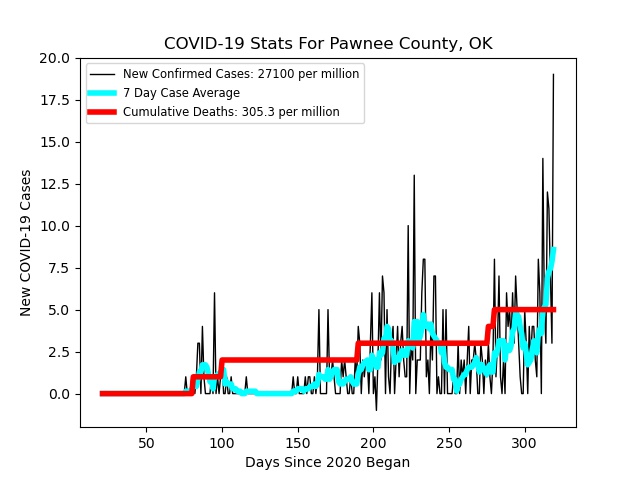 COVID-19 Stats For Pawnee County, OK
New Confirmed Cases: 27100 per million
7 Day Case Average
Cumulative Deaths: 305.3 per million
New COVID-19 Cases
20.0
17.5
15.0
12.5
10.0
7.5
5.0
2.5
0.0
50 100 150 200 250 300
Days Since 2020 Began